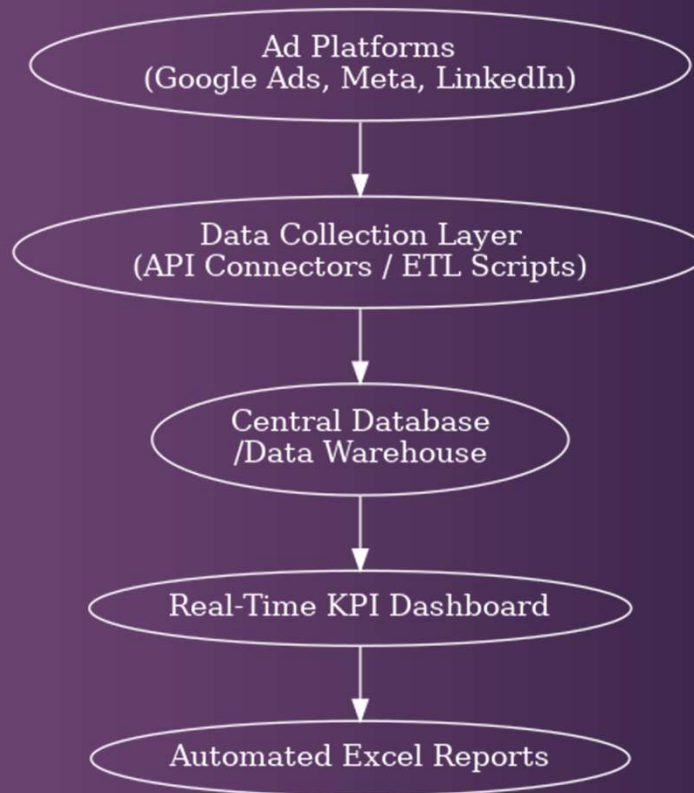 Ad Platforms
(Google Ads, Meta, LinkedIn)
Data Collection Layer
(API Connectors / ETL Scripts)
Central Database
/Data Warehouse
Real-Time KPI Dashboard
Automated Excel Reports